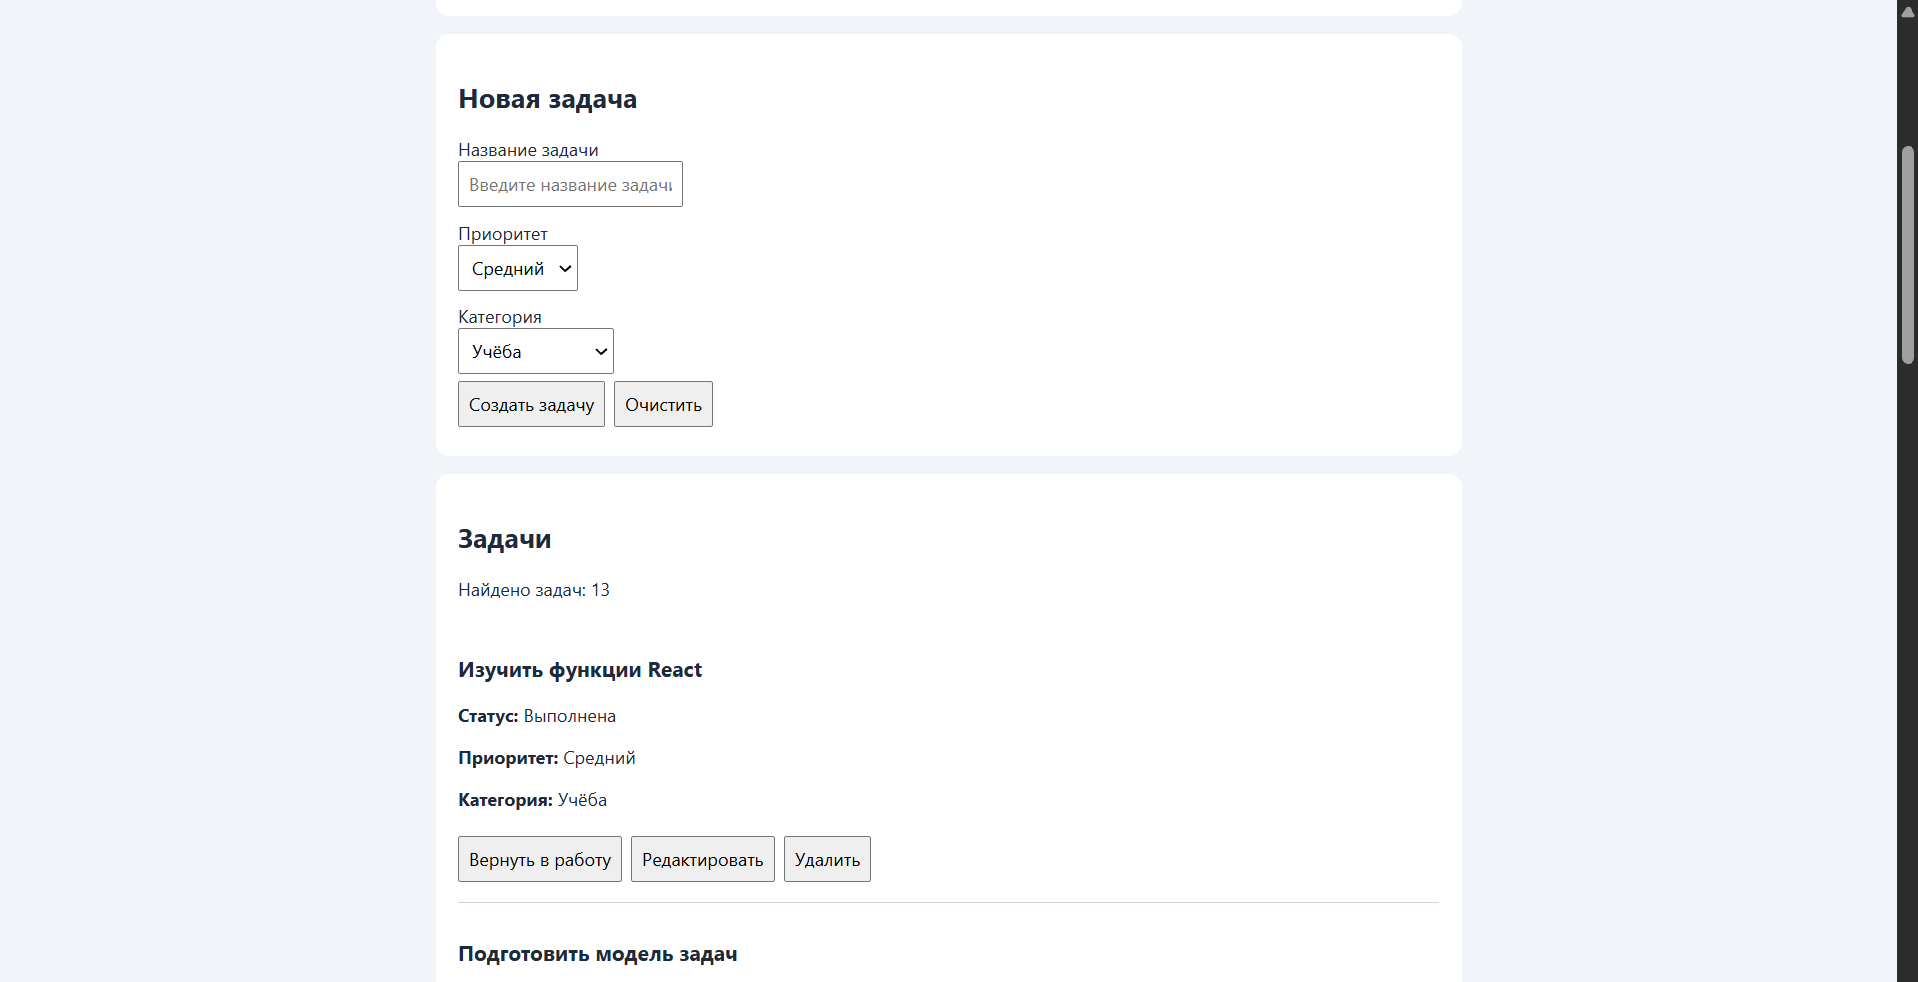 Новая задача
Название задачи
Введите название задачи
Приоритет
Средний
Категория
Учёба
Создать задачу Очистить
Задачи
Найдено задач: 13
Изучить функции React
Статус: Выполнена
Приоритет: Средний
Категория: Учёба
Вернуть в работу Редактировать Удалить
Подготовить модель задач